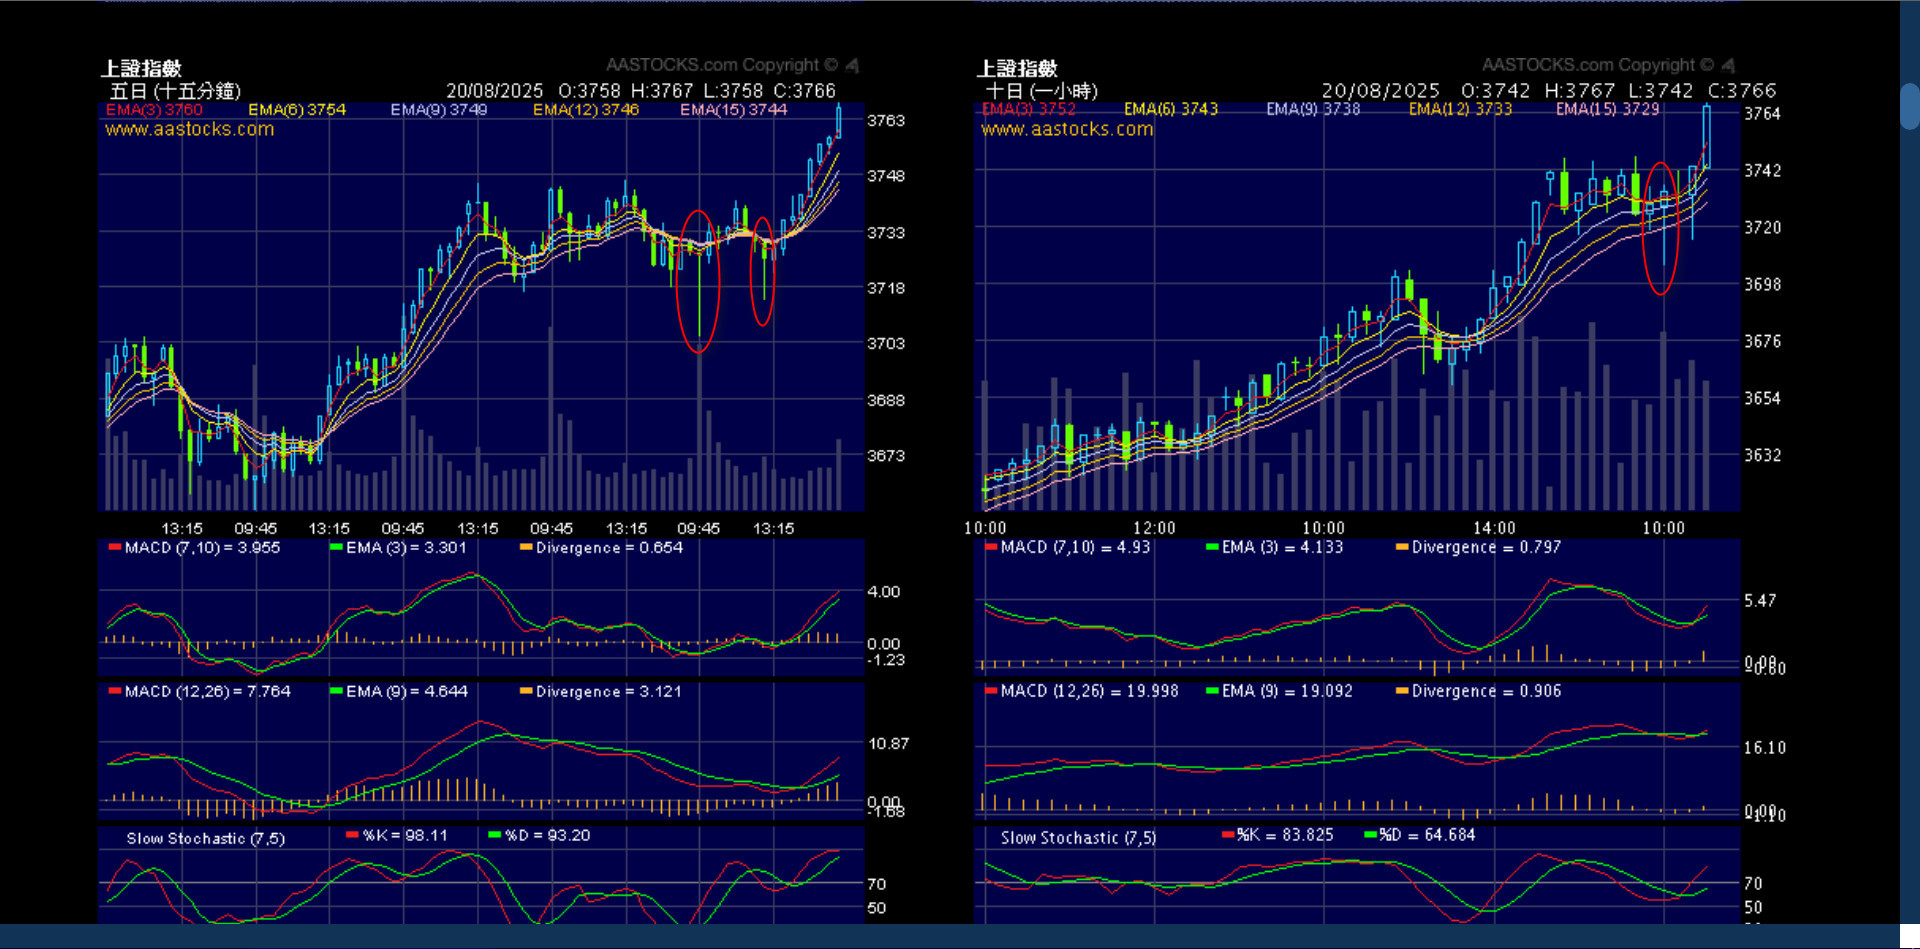 AASTOCKS.com Copyright ©
上證指數
五日 (十五分鐘)
20/08/2025 O:3758 H:3767 L:3758 C:3766
EMA(3) 3760 EMA(6) 3754 EMA(9) 3749 EMA(12) 3746 EMA(15) 3744
www.aastocks.com
3763
3748
3733
3718
3703
3688
3673
13:15 09:45 13:15 09:45 13:15 09:45 13:15 09:45 13:15
MACD (7,10) = 3.955 EMA (3) = 3.301 Divergence = 0.654
4.00
0.00
-1.23
MACD (12,26) = 7.764 EMA (9) = 4.644 Divergence = 3.121
10.87
0.00
-1.68
Slow Stochastic (7,5) %K = 98.11 %D = 93.20
70
50
AASTOCKS.com Copyright ©
上證指數
十日 (一小時)
20/08/2025 O:3742 H:3767 L:3742 C:3766
EMA(3) 3752 EMA(6) 3743 EMA(9) 3738 EMA(12) 3733 EMA(15) 3729
www.aastocks.com
3764
3742
3720
3698
3676
3654
3632
10:00 12:00 10:00 14:00 10:00
MACD (7,10) = 4.93 EMA (3) = 4.133 Divergence = 0.797
5.47
MACD (12,26) = 19.998 EMA (9) = 19.092 Divergence = 0.906
16.10
Slow Stochastic (7,5) %K = 83.825 %D = 64.684
70
50